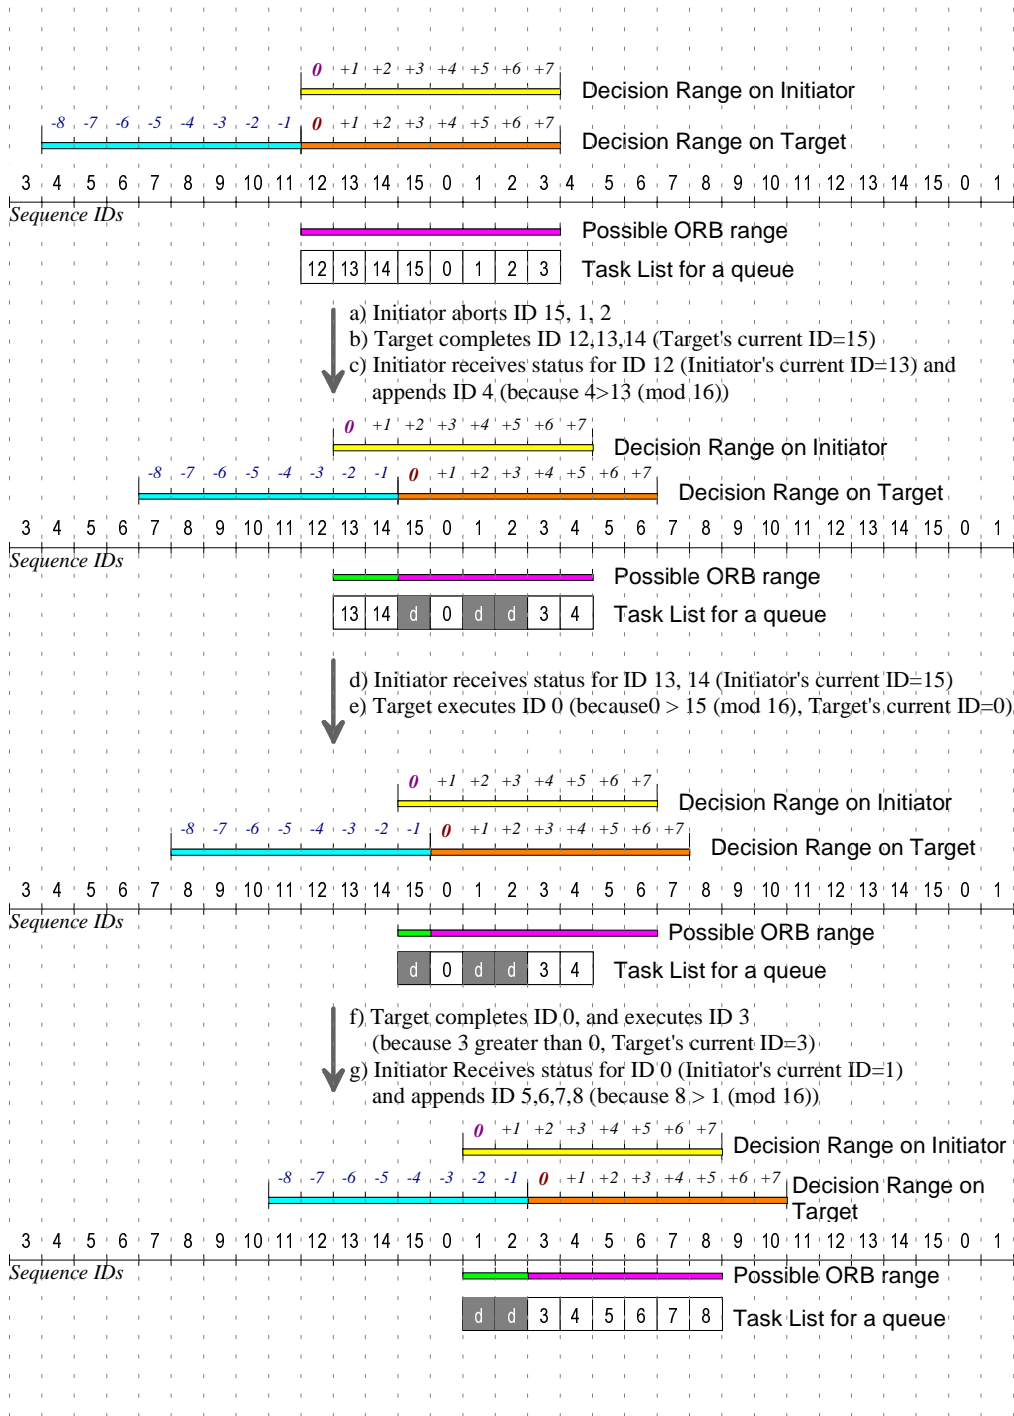 0 +1 +2 +3 +4 +5 +6 +7
Decision Range on Initiator
-8 -7 -6 -5 -4 -3 -2 -1 0 +1 +2 +3 +4 +5 +6 +7
Decision Range on Target
3 4 5 6 7 8 9 10 11 12 13 14 15 0 1 2 3 4 5 6 7 8 9 10 11 12 13 14 15 0 1
Sequence IDs
Possible ORB range
12 13 14 15 0 1 2 3 Task List for a queue
a) Initiator aborts ID 15, 1, 2
b) Target completes ID 12,13,14 (Target's current ID=15)
c) Initiator receives status for ID 12 (Initiator's current ID=13) and
appends ID 4 (because 4>13 (mod 16))
0 +1 +2 +3 +4 +5 +6 +7
Decision Range on Initiator
-8 -7 -6 -5 -4 -3 -2 -1 0 +1 +2 +3 +4 +5 +6 +7
Decision Range on Target
3 4 5 6 7 8 9 10 11 12 13 14 15 0 1 2 3 4 5 6 7 8 9 10 11 12 13 14 15 0 1
Sequence IDs
Possible ORB range
13 14 d 0 d d 3 4 Task List for a queue
d) Initiator receives status for ID 13, 14 (Initiator's current ID=15)
e) Target executes ID 0 (because0 > 15 (mod 16), Target's current ID=0)
0 +1 +2 +3 +4 +5 +6 +7
Decision Range on Initiator
-8 -7 -6 -5 -4 -3 -2 -1 0 +1 +2 +3 +4 +5 +6 +7
Decision Range on Target
3 4 5 6 7 8 9 10 11 12 13 14 15 0 1 2 3 4 5 6 7 8 9 10 11 12 13 14 15 0 1
Sequence IDs
Possible ORB range
d 0 d d 3 4 Task List for a queue
f) Target completes ID 0, and executes ID 3
(because 3 greater than 0, Target's current ID=3)
g) Initiator Receives status for ID 0 (Initiator's current ID=1)
and appends ID 5,6,7,8 (because 8 > 1 (mod 16))
0 +1 +2 +3 +4 +5 +6 +7
Decision Range on Initiator
-8 -7 -6 -5 -4 -3 -2 -1 0 +1 +2 +3 +4 +5 +6 +7
Decision Range on
Target
3 4 5 6 7 8 9 10 11 12 13 14 15 0 1 2 3 4 5 6 7 8 9 10 11 12 13 14 15 0 1
Sequence IDs
Possible ORB range
d d 3 4 5 6 7 8 Task List for a queue